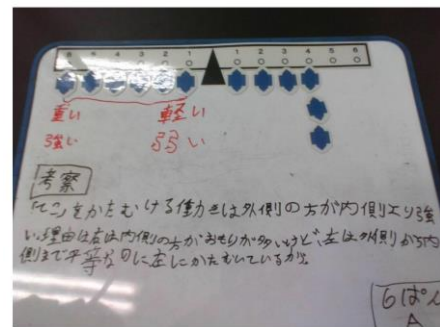 6 5 4 3 2 1 1 2 3 4 5 6
重い 軽い
強い 弱い
考察
「てこ」をかたむける働きは外側の方が内側より強
い。理由は右は内側の方がおもりが多いけど、左は外側から内
側まで平等なのに左にかたむいているから。
6ぱん
A